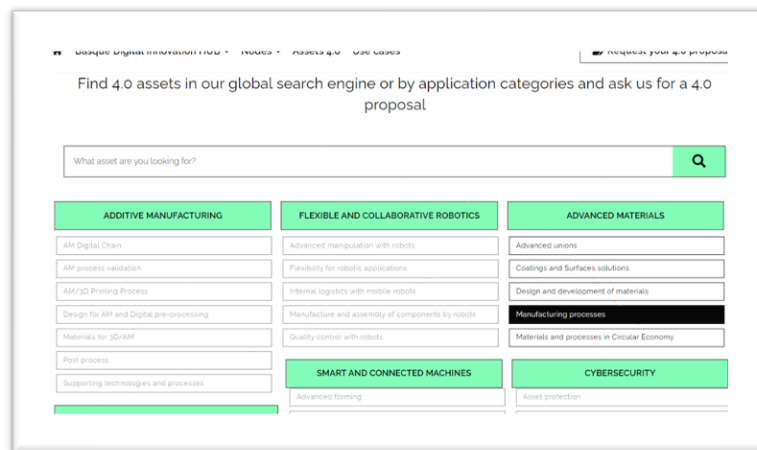 Basque Digital Innovation HUB Nodes Assets 4.0 Use Cases
Request your 4.0 proposa
Find 4.0 assets in our global search engine or by application categories and ask us for a 4.0
proposal
What asset are you looking for?
ADDITIVE MANUFACTURING
AM Digital Chain
AM process validation
AM/3D Printing Process
Design for AM and Digital pre-processing
Materials for 3D/AM
Post process
Supporting technologies and processes
FLEXIBLE AND COLLABORATIVE ROBOTICS
Advanced manipulation with robots
Flexibility for robotic applications
Internal logistics with mobile robots
Manufacture and assembly of components by robots
Quality control with robots
ADVANCED MATERIALS
Advanced unions
Coatings and Surfaces solutions
Design and development of materials
Manufacturing processes
Materials and processes in Circular Economy
SMART AND CONNECTED MACHINES
Advanced forming
CYBERSECURITY
Asset protection